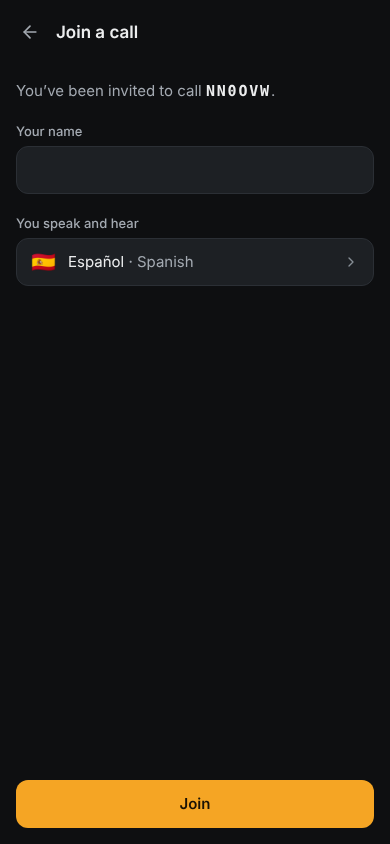 Join a call
You’ve been invited to call NN0OVW.
Your name
You speak and hear
Español · Spanish
Join